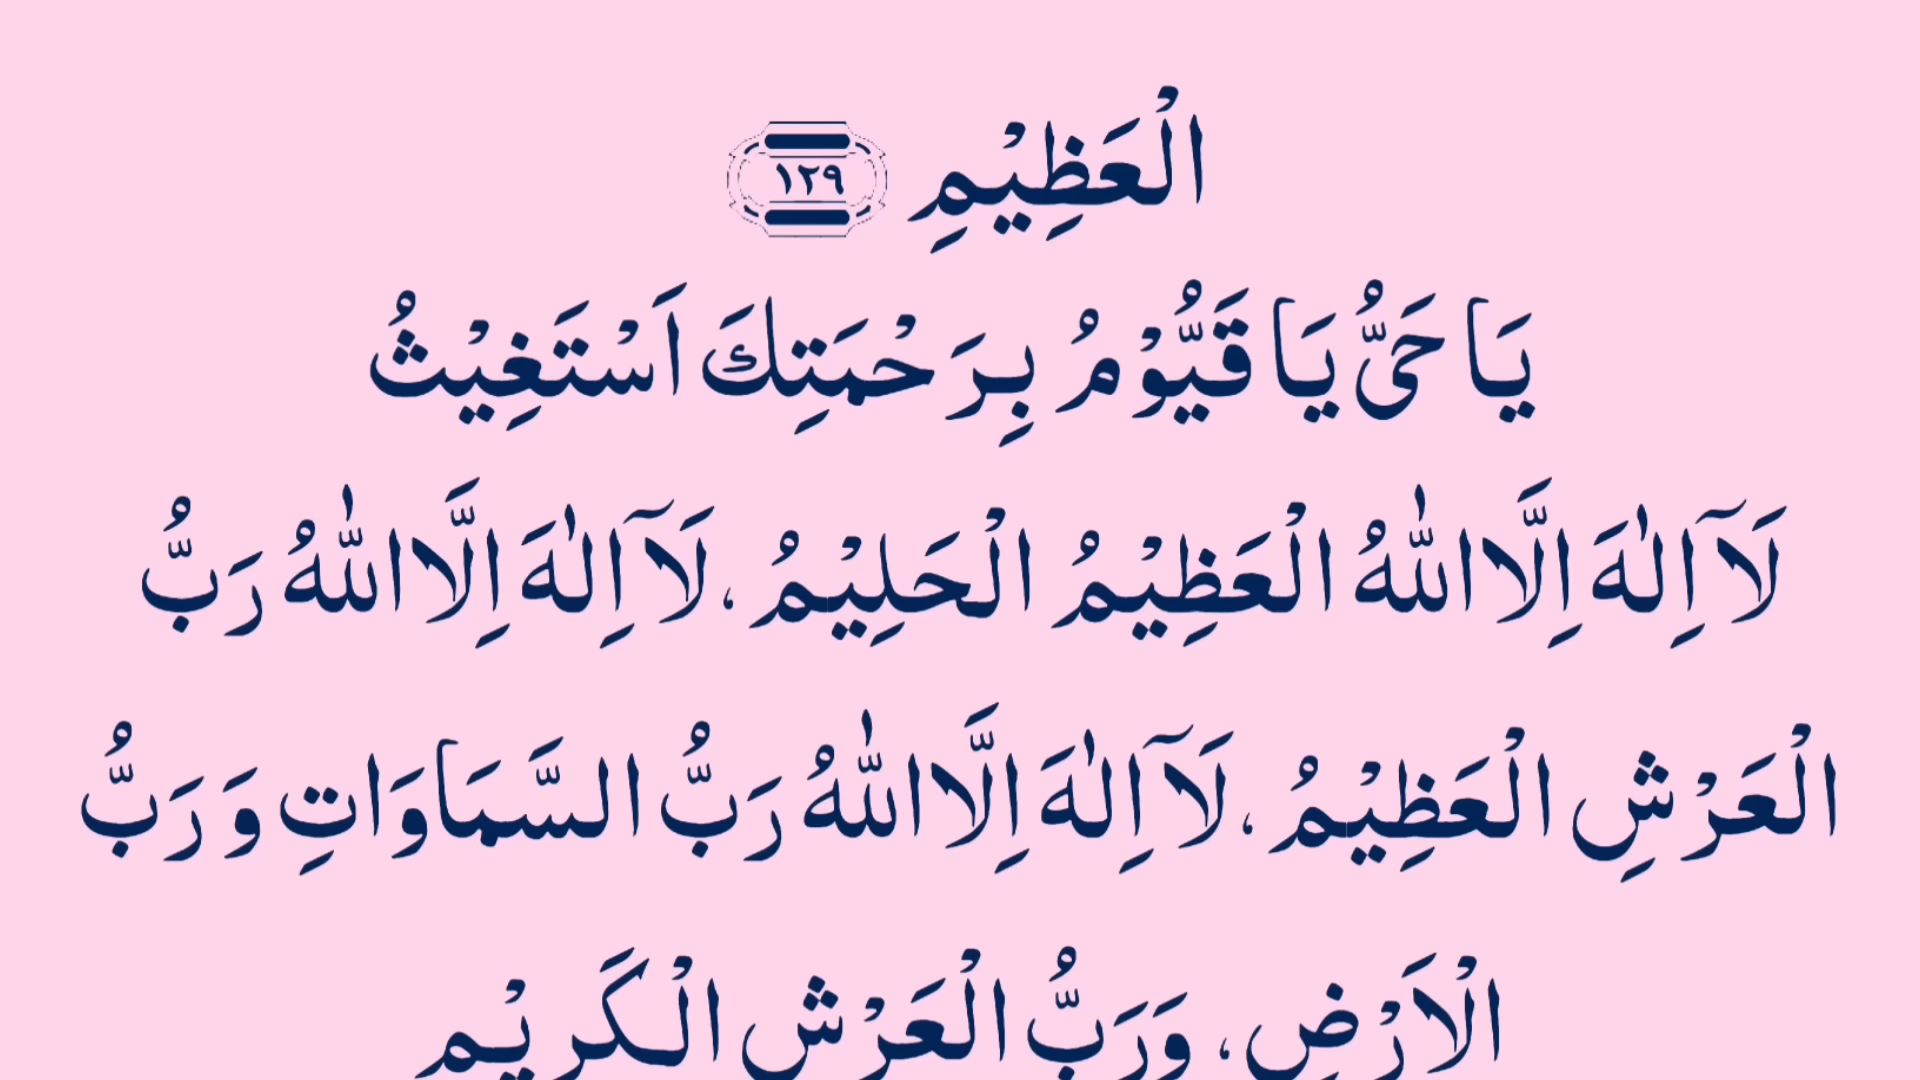 الْعَظِيْمِ ١٢٩
يَا حَىُّ يَا قَيُّوْمُ بِرَحْمَتِكَ اَسْتَغِيْثُ
لَآ اِلٰهَ اِلَّا اللّٰهُ الْعَظِيْمُ الْحَلِيْمُ، لَآ اِلٰهَ اِلَّا اللّٰهُ رَبُّ
الْعَرْشِ الْعَظِيْمُ، لَآ اِلٰهَ اِلَّا اللّٰهُ رَبُّ السَّمَاوَاتِ وَ رَبُّ
الْاَرْضِ، وَرَبُّ الْعَرْشِ الْكَرِيْمِ